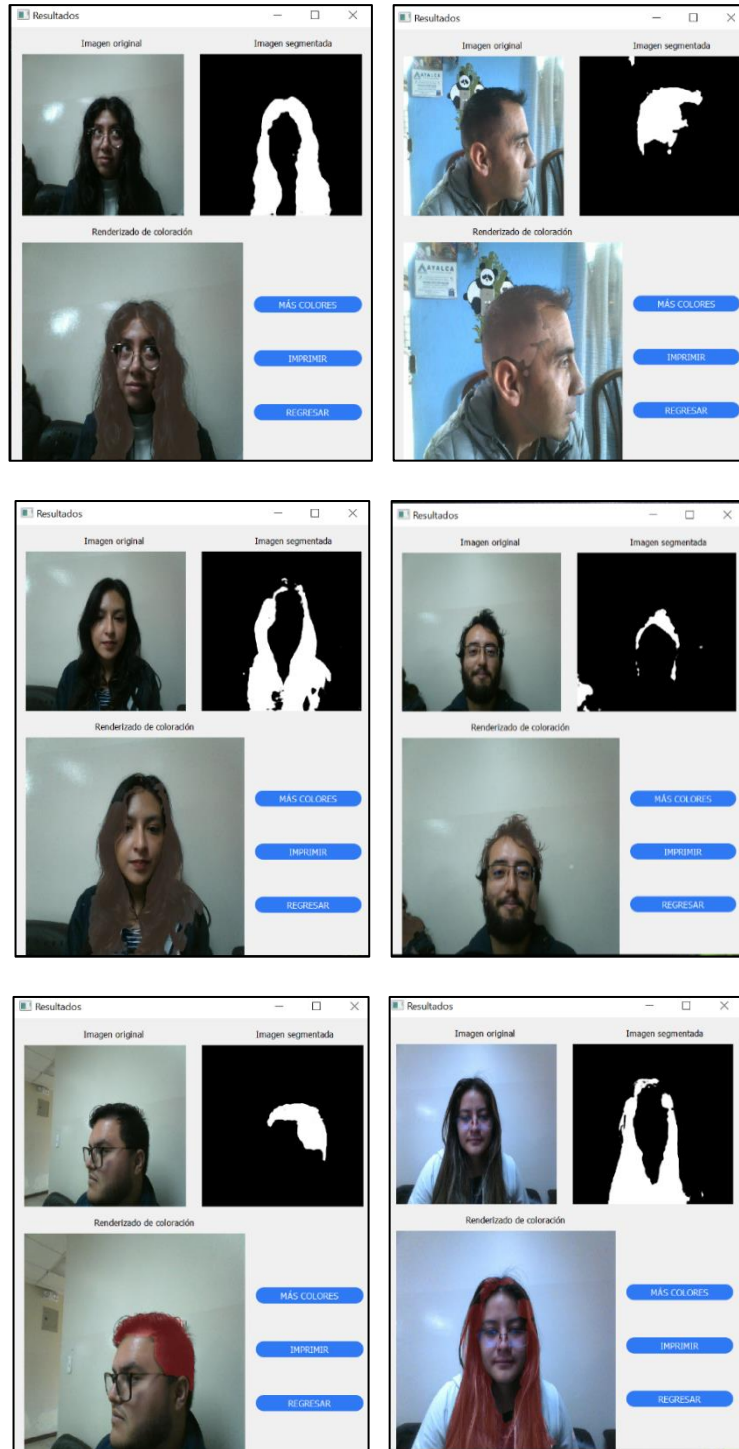 Resultados
Imagen original Imagen segmentada
Renderizado de coloración
MÁS COLORES
IMPRIMIR
REGRESAR
Resultados
Imagen original Imagen segmentada
AYALCA
Renderizado de coloración
AYALCA
MÁS COLORES
IMPRIMIR
REGRESAR
Resultados
Imagen original Imagen segmentada
Renderizado de coloración
MÁS COLORES
IMPRIMIR
REGRESAR
Resultados
Imagen original Imagen segmentada
Renderizado de coloración
MÁS COLORES
IMPRIMIR
REGRESAR
Resultados
Imagen original Imagen segmentada
Renderizado de coloración
MÁS COLORES
IMPRIMIR
REGRESAR
Resultados
Imagen original Imagen segmentada
Renderizado de coloración
MÁS COLORES
IMPRIMIR
REGRESAR